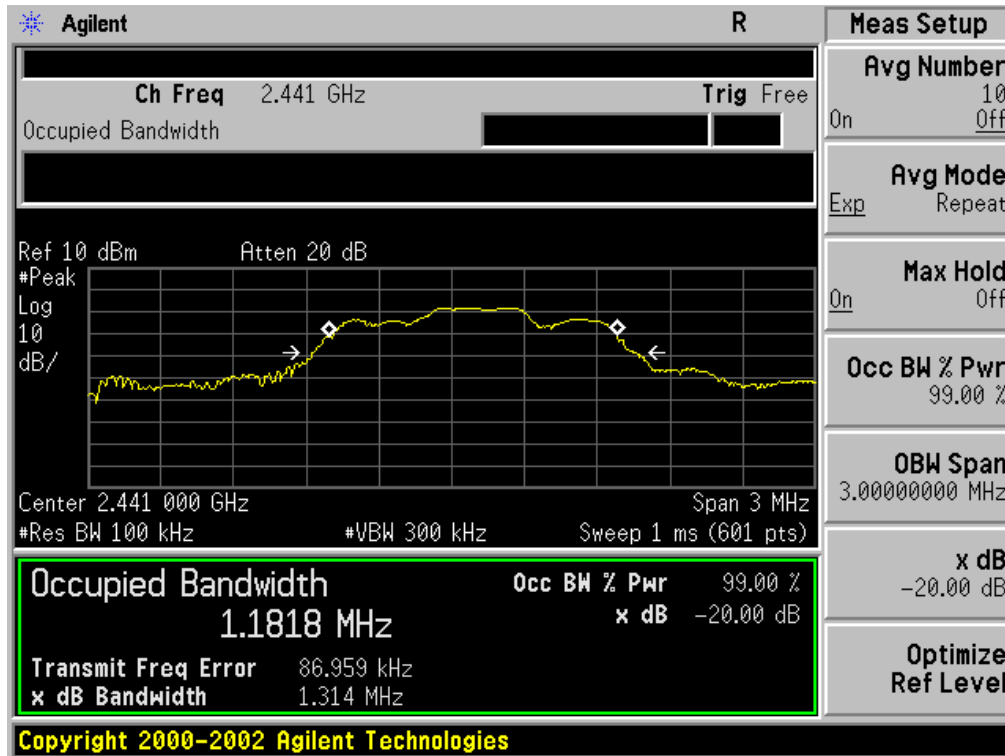 Agilent R
Ch Freq 2.441 GHz Trig Free
Occupied Bandwidth
Ref 10 dBm Atten 20 dB
#Peak
Log
10
dB/
Center 2.441 000 GHz Span 3 MHz
#Res BW 100 kHz #VBW 300 kHz Sweep 1 ms (601 pts)
Occupied Bandwidth Occ BW % Pwr 99.00 %
1.1818 MHz x dB -20.00 dB
Transmit Freq Error 86.959 kHz
x dB Bandwidth 1.314 MHz
Copyright 2000-2002 Agilent Technologies
Meas Setup
Avg Number
10
On Off
Avg Mode
Exp Repeat
Max Hold
On Off
Occ BW % Pwr
99.00 %
OBW Span
3.00000000 MHz
x dB
-20.00 dB
Optimize
Ref Level